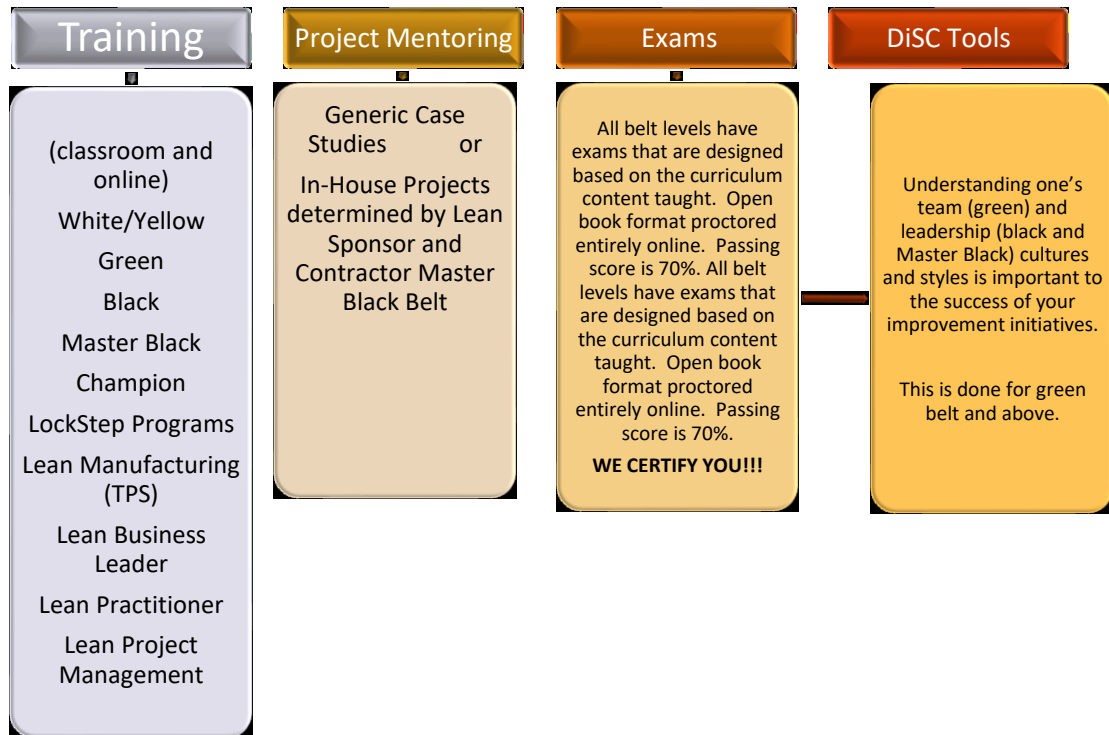 Training
(classroom and
online)
White/Yellow
Green
Black
Master Black
Champion
LockStep Programs
Lean Manufacturing
(TPS)
Lean Business
Leader
Lean Practitioner
Lean Project
Management
Project Mentoring
Generic Case
Studies or
In-House Projects
determined by Lean
Sponsor and
Contractor Master
Black Belt
Exams
All belt levels have
exams that are designed
based on the curriculum
content taught. Open
book format proctored
entirely online. Passing
score is 70%. All belt
levels have exams that
are designed based on
the curriculum content
taught. Open book
format proctored
entirely online. Passing
score is 70%.
WE CERTIFY YOU!!!
DiSC Tools
Understanding one’s
team (green) and
leadership (black and
Master Black) cultures
and styles is important to
the success of your
improvement initiatives.
This is done for green
belt and above.